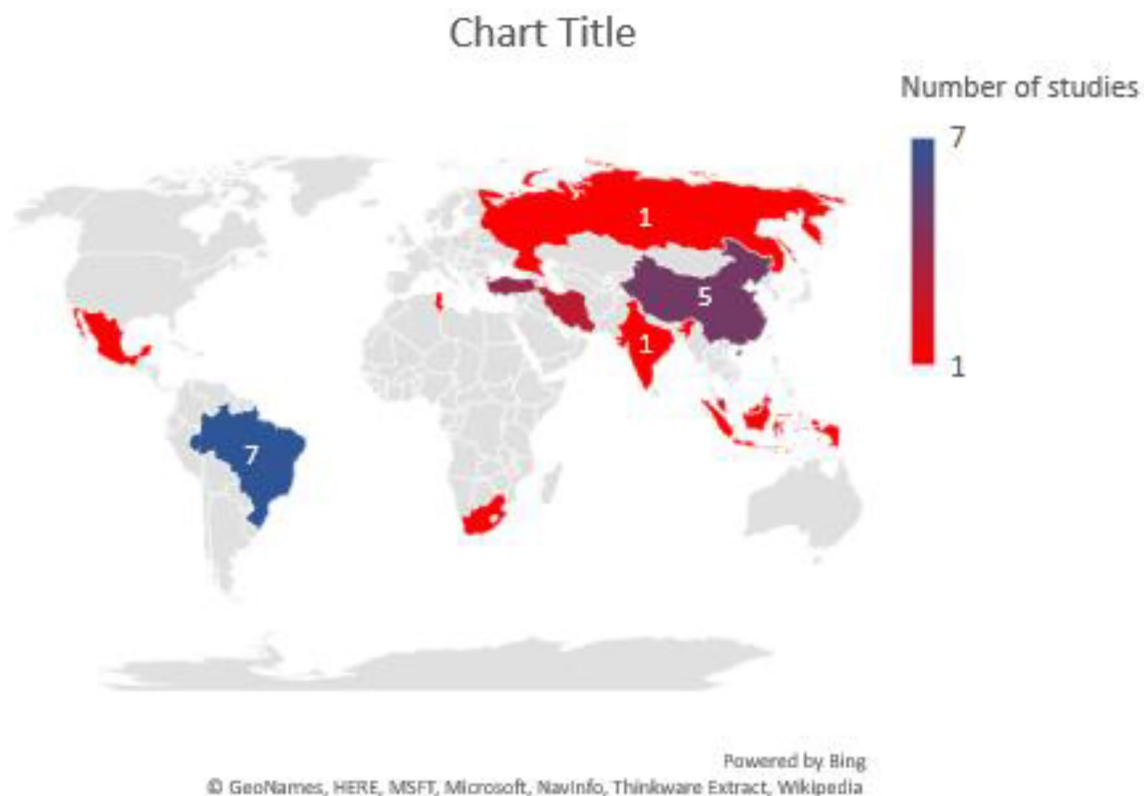 Chart Title
Number of studies
7
1
1
5
1
7
Powered by Bing
© GeoNames, HERE, MSFT, Microsoft, NavInfo, Thinkware Extract, Wikipedia